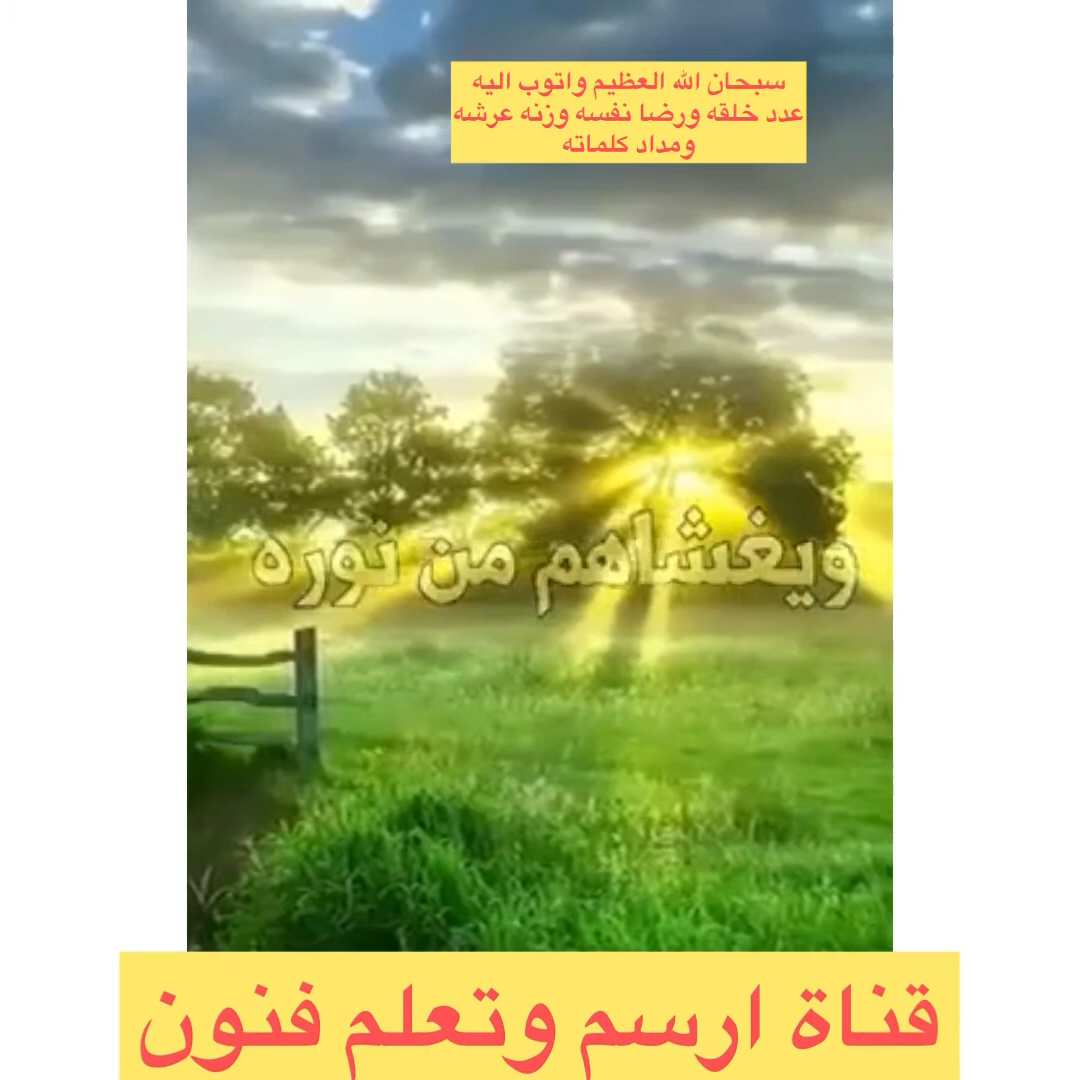 سبحان الله العظيم واتوب اليه
عدد خلقه ورضا نفسه وزنه عرشه
ومداد كلماته
ويغشاهم من نوره
قناة ارسم وتعلم فنون